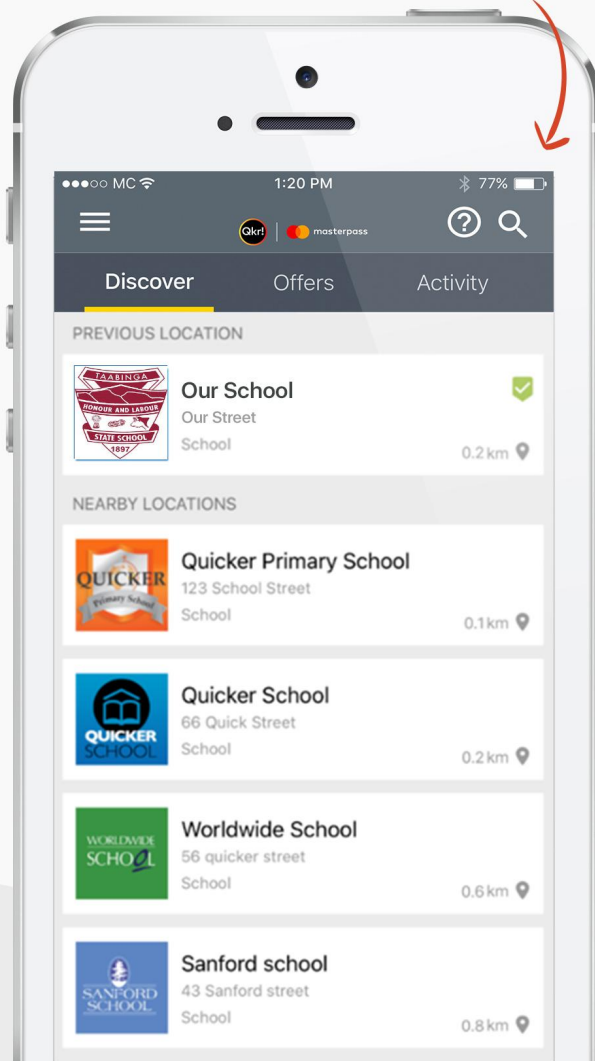 MC 1:20 PM 77%
Qkr! masterpass
Discover Offers Activity
PREVIOUS LOCATION
TAABINGA
HONOUR AND LABOUR
STATE SCHOOL
1897
Our School
Our Street
School
0.2 km
NEARBY LOCATIONS
QUICKER
Primary School
Quicker Primary School
123 School Street
School
0.1 km
QUICKER
SCHOOL
Quicker School
66 Quick Street
School
0.2 km
WORLDWIDE
SCHOOL
Worldwide School
56 quicker street
School
0.6 km
SANFORD
SCHOOL
Sanford school
43 Sanford street
School
0.8 km